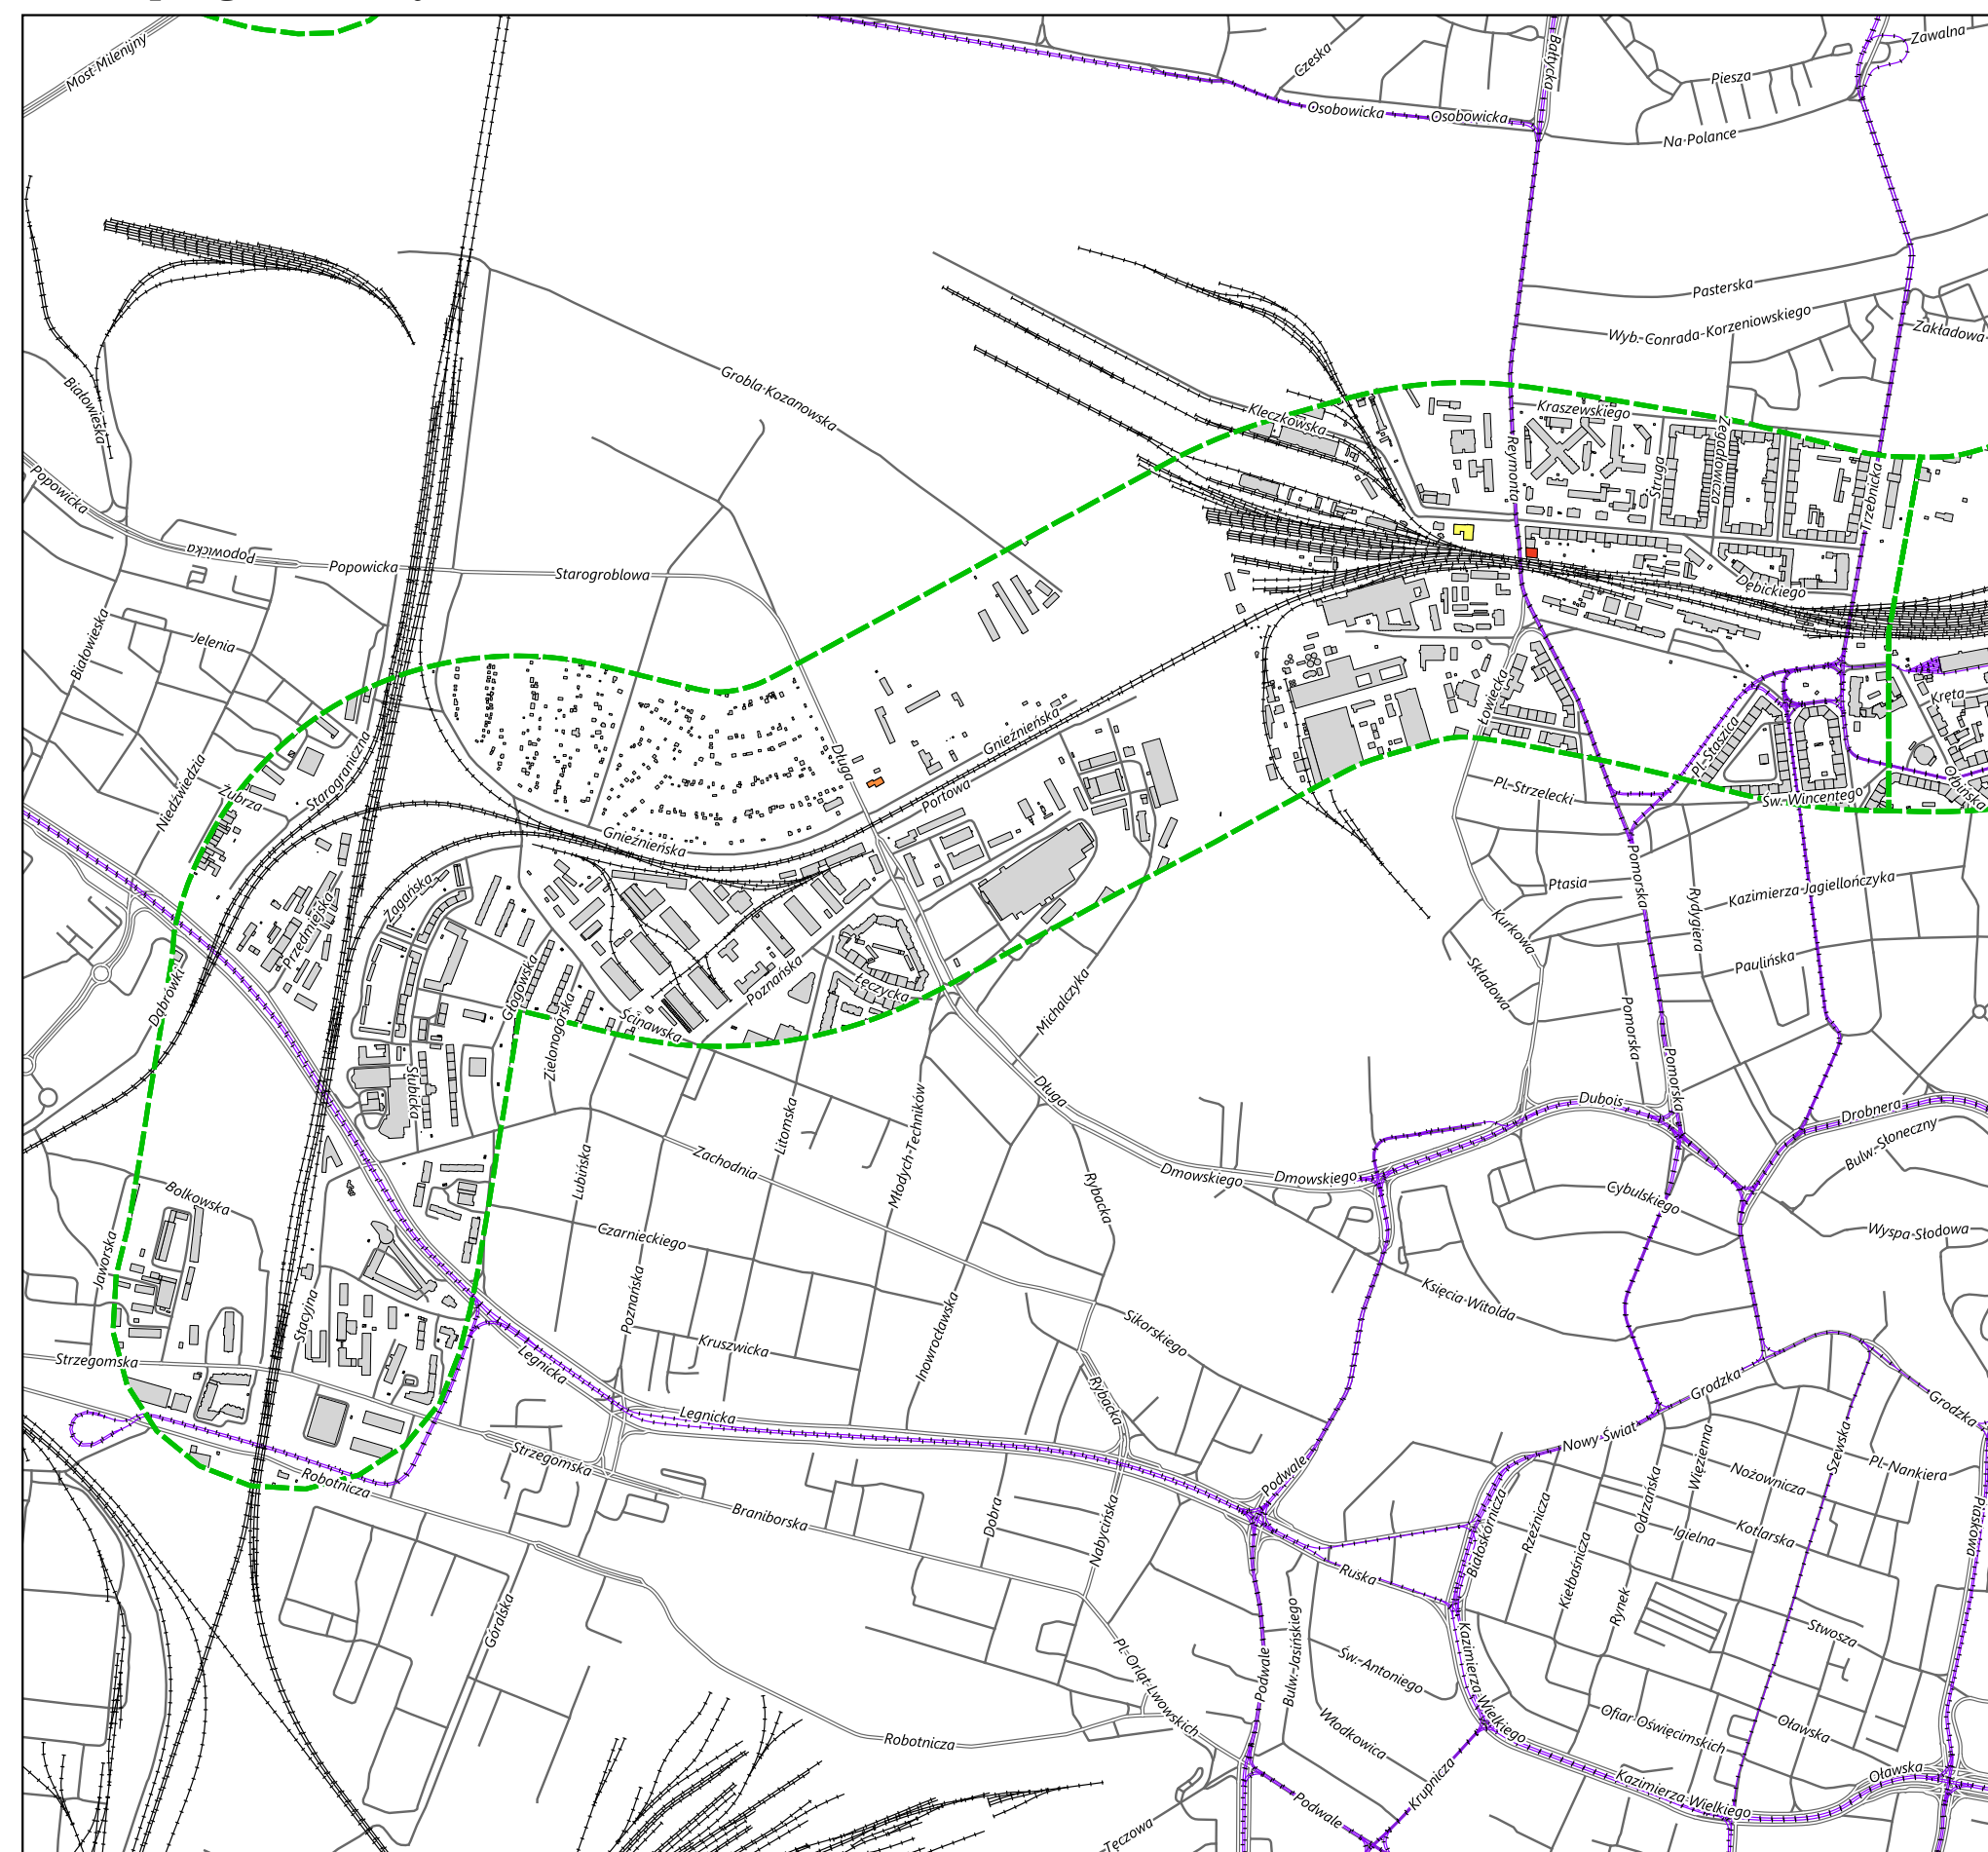 Most Milenijny
Czeska
Bałtycka
Zawalna
Piesza
Osobowicka
Osobowicka
Na Polance
Pasterska
Wyb. Conrada-Korzeniowskiego
Zakładowa
Białowieska
Grobla Kozanowska
Kleczkowska
Kraszewskiego
Żegadłowicza
Reymonta
Struga
Trzebnicka
Popowicka
Popowicka
Popowicka
Starogroblowa
Dębickiego
Białowieska
Jelenia
Kręta
Łowiecka
Gnieźnieńska
Długa
Starograniczna
Niedźwiedzia
Żubrza
Portowa
Pl. Staszica
Pl. Strzelecki
Św. Wincentego
Ołbińska
Gnieźnieńska
Żagańska
Pomorska
Ptasia
Rydygiera
Kazimierza Jagiellończyka
Przedmiejska
Kurkowa
Paulińska
Składowa
Dąbrówki
Głogowska
Zielonogórska
Poznańska
Łęczycka
Ścinawska
Michalczyka
Pomorska
Pomorska
Słubicka
Długa
Dubois
Drobnera
Bulw. Słoneczny
Litomska
Młodych Techników
Lubińska
Zachodnia
Rybacka
Dmowskiego
Dmowskiego
Cybulskiego
Wyspa Słodowa
Bolkowska
Jaworska
Czarnieckiego
Stacyjna
Poznańska
Księcia Witolda
Sikorskiego
Inowrocławska
Kruszwicka
Strzegomska
Legnicka
Legnicka
Rybacka
Grodzka
Grodzka
Nowy Świat
Więzienna
Szewska
Pl. Nankiera
Nożownicza
Strzegomska
Robotnicza
Braniborska
Dobra
Nabycińska
Podwale
Białoskórnicza
Rzeźnicza
Odrzańska
Kiełbaśnicza
Igielna
Kotlarska
Piaskowa
Ruska
Rynek
Stwosza
Góralska
Pl. Orląt Lwowskich
Podwale
Bulw. Jasińskiego
Św. Antoniego
Kazimierza Wielkiego
Włodkowica
Ofiar Oświęcimskich
Oławska
Robotnicza
Krupnicza
Podwale
Kazimierza Wielkiego
Oławska
Tęczowa